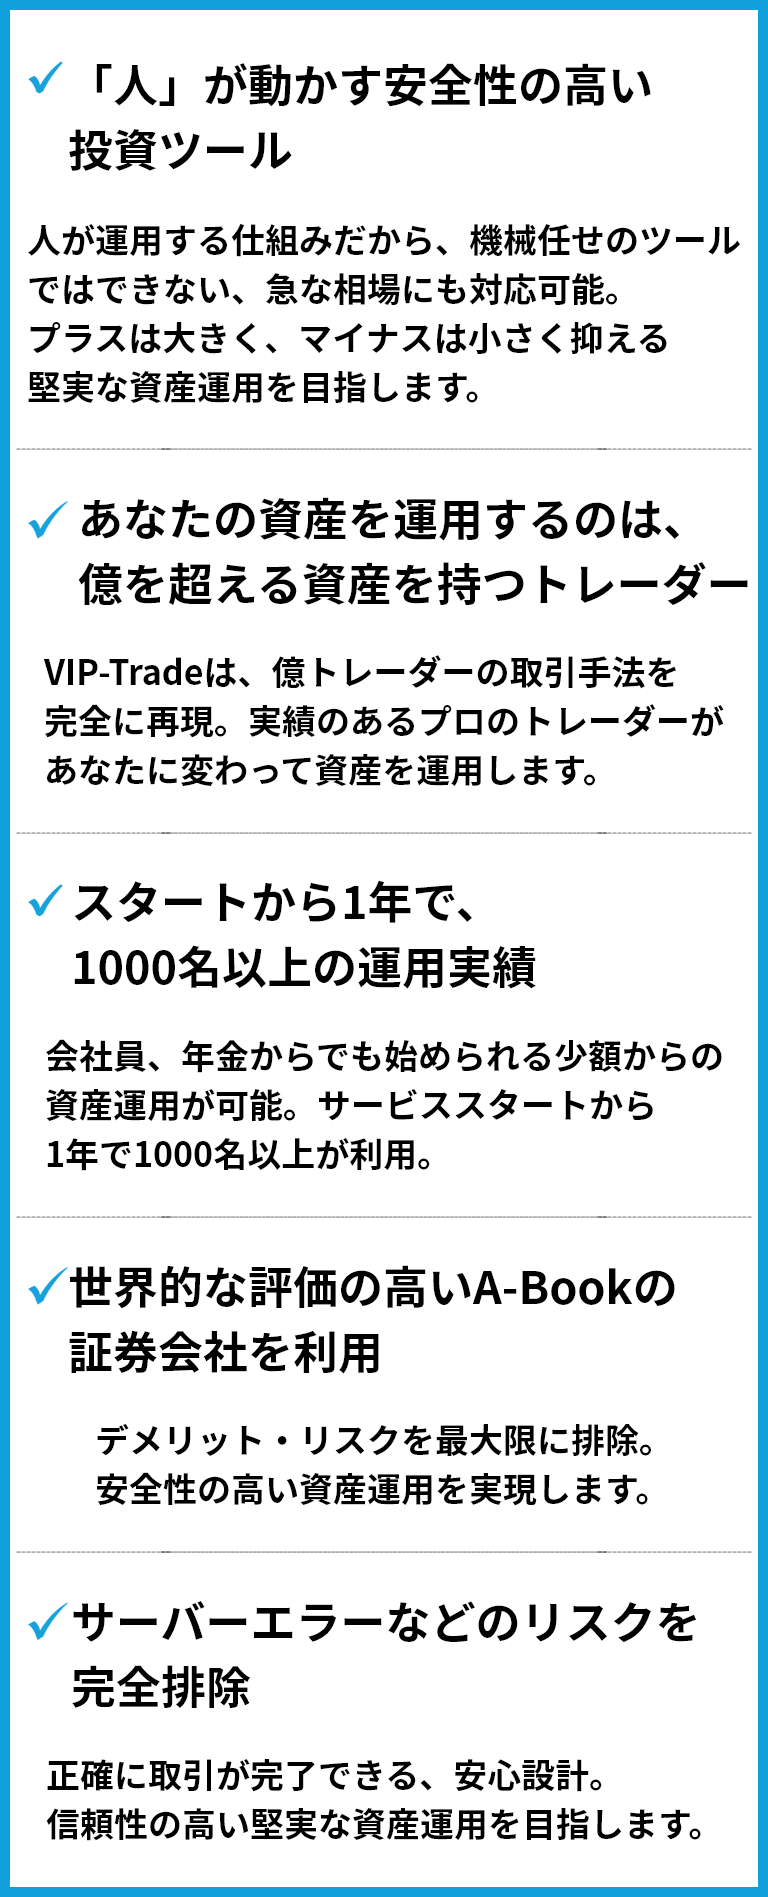 「人」が動かす安全性の高い
投資ツール
人が運用する仕組みだから、機械任せのツール
ではできない、急な相場にも対応可能。
プラスは大きく、マイナスは小さく抑える
堅実な資産運用を目指します。
あなたの資産を運用するのは、
億を超える資産を持つトレーダー
VIP-Tradeは、億トレーダーの取引手法を
完全に再現。実績のあるプロのトレーダーが
あなたに変わって資産を運用します。
スタートから1年で、
1000名以上の運用実績
会社員、年金からでも始められる少額からの
資産運用が可能。サービススタートから
1年で1000名以上が利用。
世界的な評価の高いA-Bookの
証券会社を利用
デメリット・リスクを最大限に排除。
安全性の高い資産運用を実現します。
サーバーエラーなどのリスクを
完全排除
正確に取引が完了できる、安心設計。
信頼性の高い堅実な資産運用を目指します。